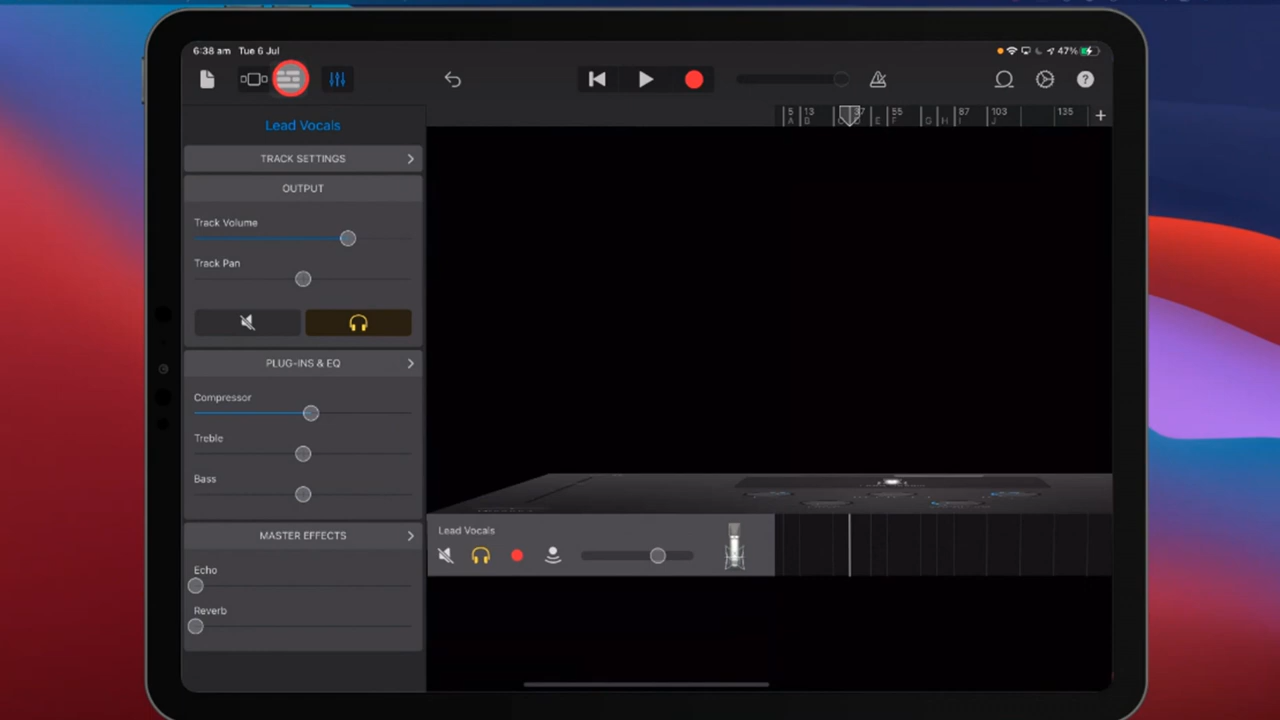 6:38 am Tue 6 Jul
47%
?
5 13 37 55 87 103 135 +
A B C D E F G H I J
Lead Vocals
TRACK SETTINGS
OUTPUT
Track Volume
Track Pan
PLUG-INS & EQ
Compressor
Treble
Bass
Lead Vocals
MASTER EFFECTS
Echo
Reverb